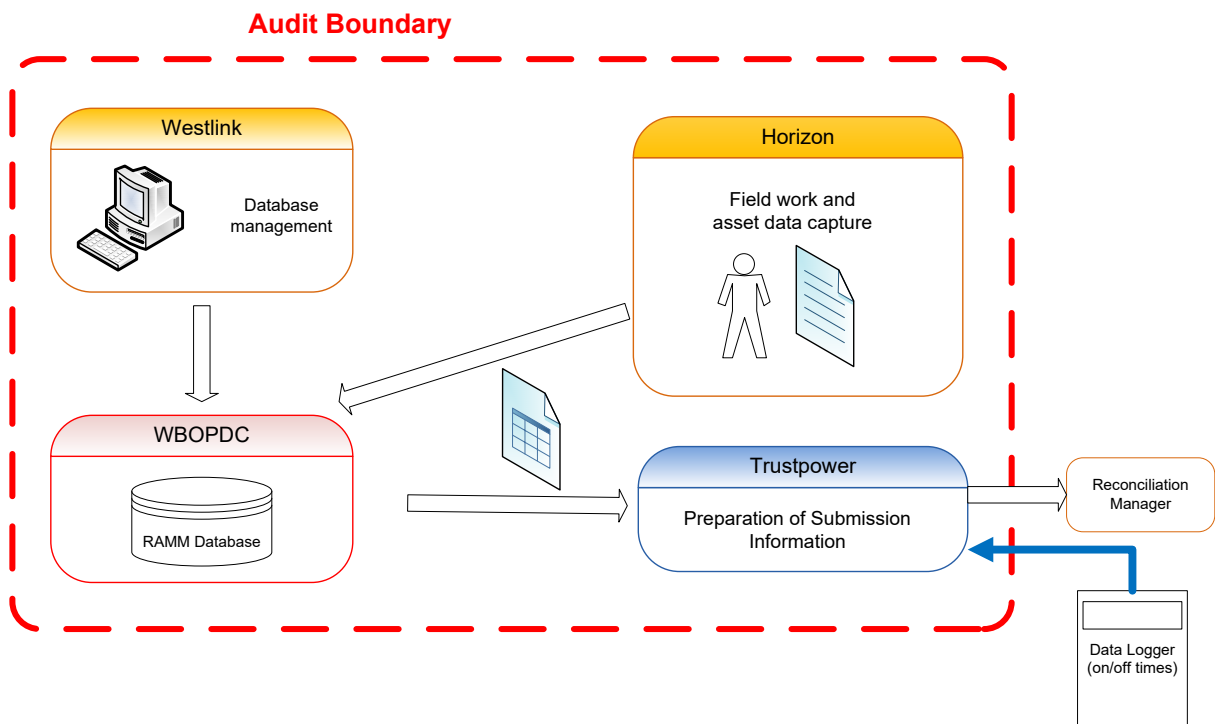 Audit Boundary
Westlink
Database
management
Horizon
Field work and
asset data capture
WBOPDC
RAMM Database
Trustpower
Preparation of Submission
Information
Reconciliation
Manager
Data Logger
(on/off times)